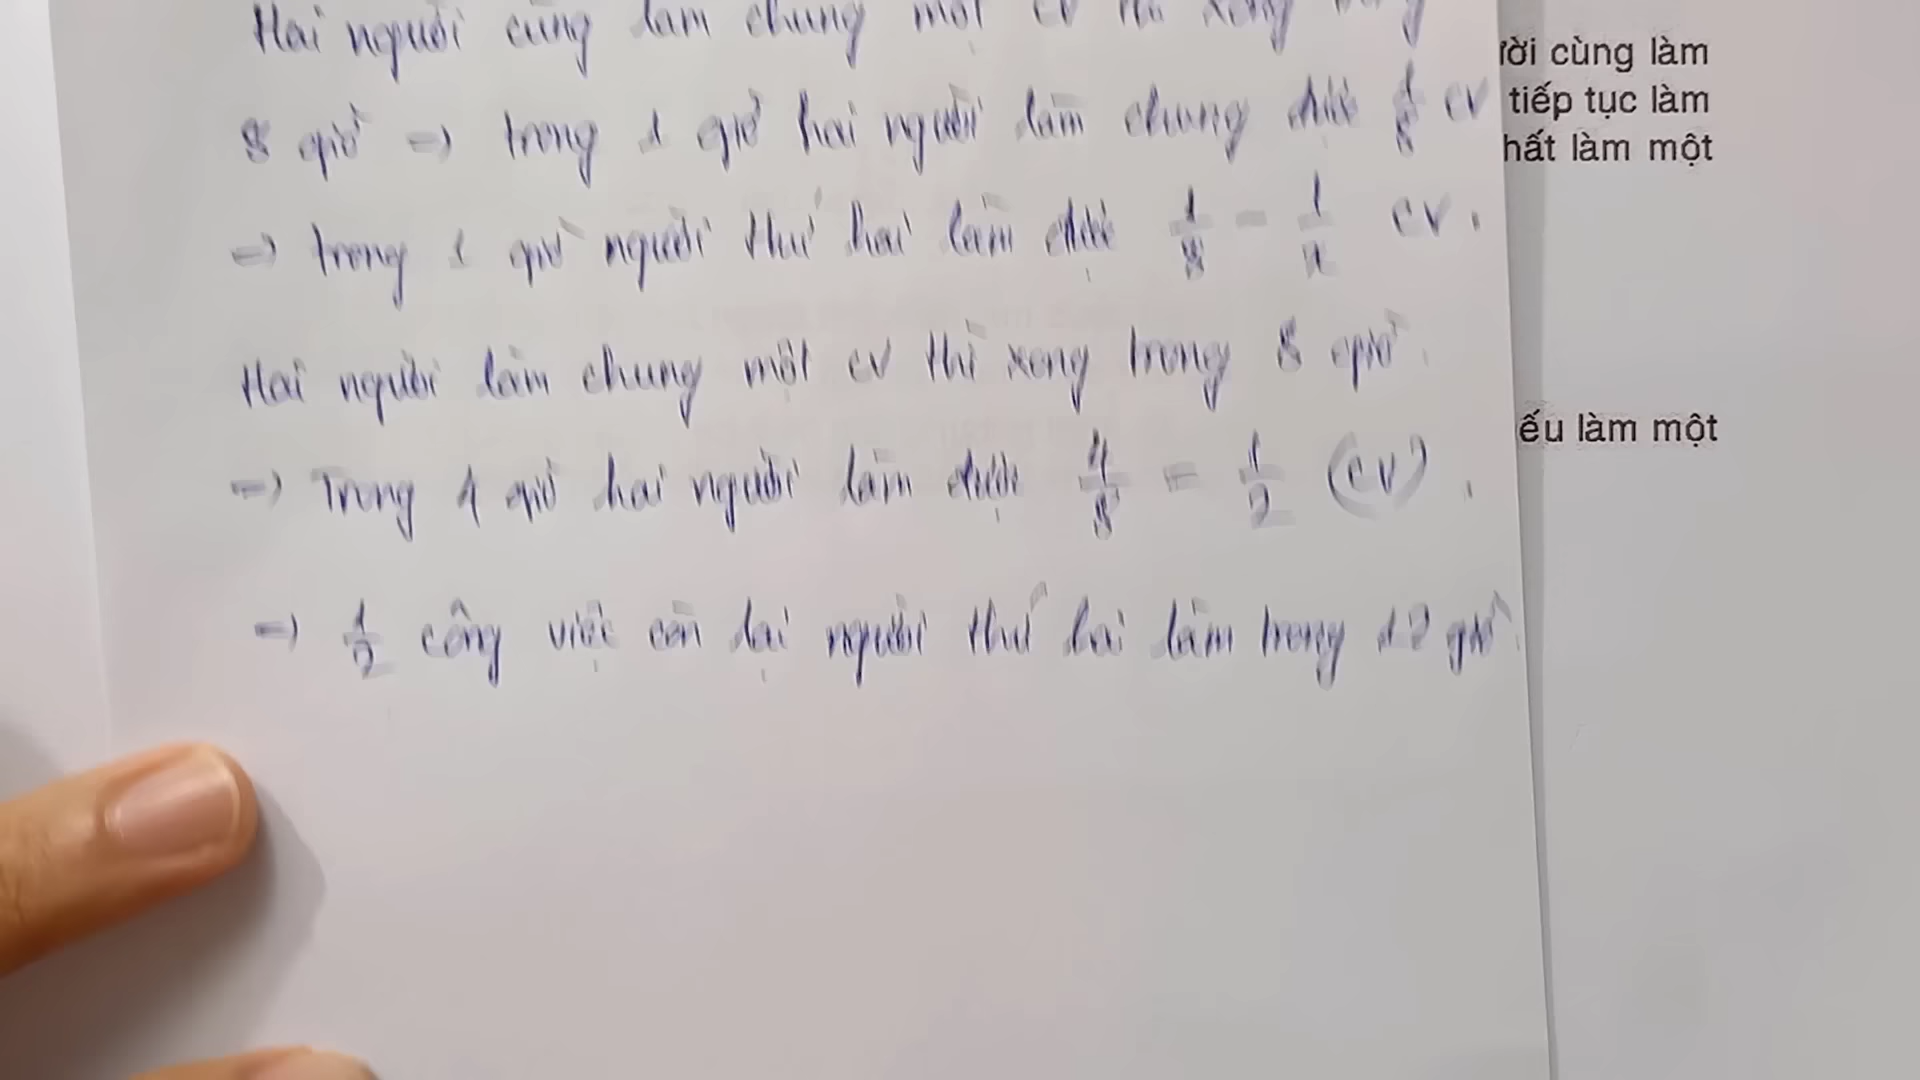 Hai người cùng làm chung một cv thì xong trong
8 giờ => trong 1 giờ hai người làm chung được 1/8 cv
=> trong 1 giờ người thứ hai làm được 1/8 - 1/x cv.
Hai người làm chung một cv thì xong trong 8 giờ.
=> Trong 4 giờ hai người làm được 4/8 = 1/2 (cv).
=> 1/2 công việc còn lại người thứ hai làm trong 12 giờ.
cùng làm
tiếp tục làm
làm một
làm một